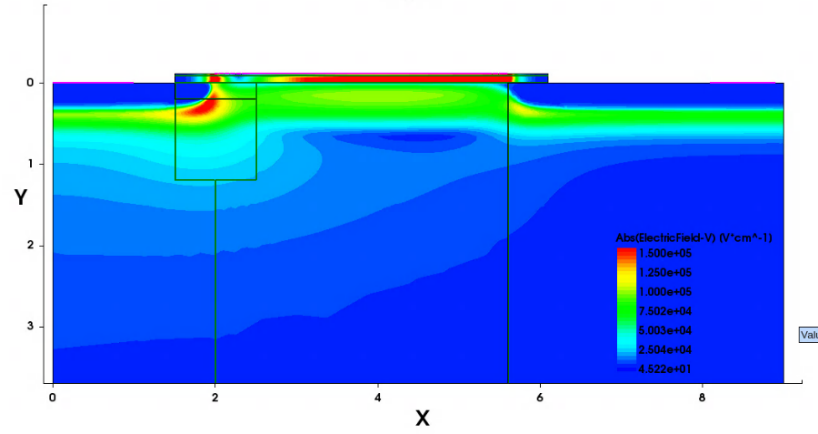 0
1
Y
2
3
Abs(ElectricField-V) (V*cm^-1)
1.500e+05
1.250e+05
1.000e+05
7.502e+04
5.003e+04
2.504e+04
4.522e+01
Valu
0 2 4 6 8
X